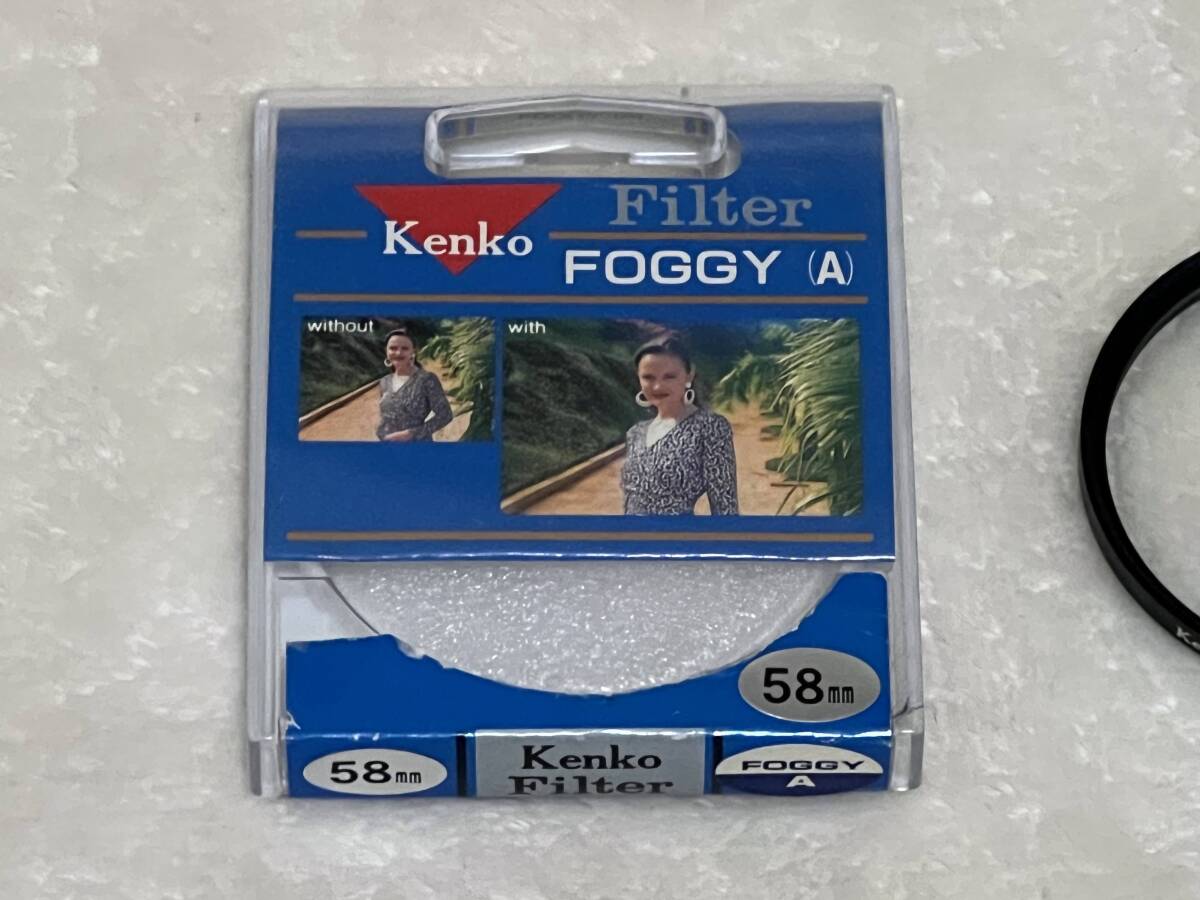 Filter
Kenko
FOGGY (A)
without
with
58mm
58mm
Kenko
Filter
FOGGY
A